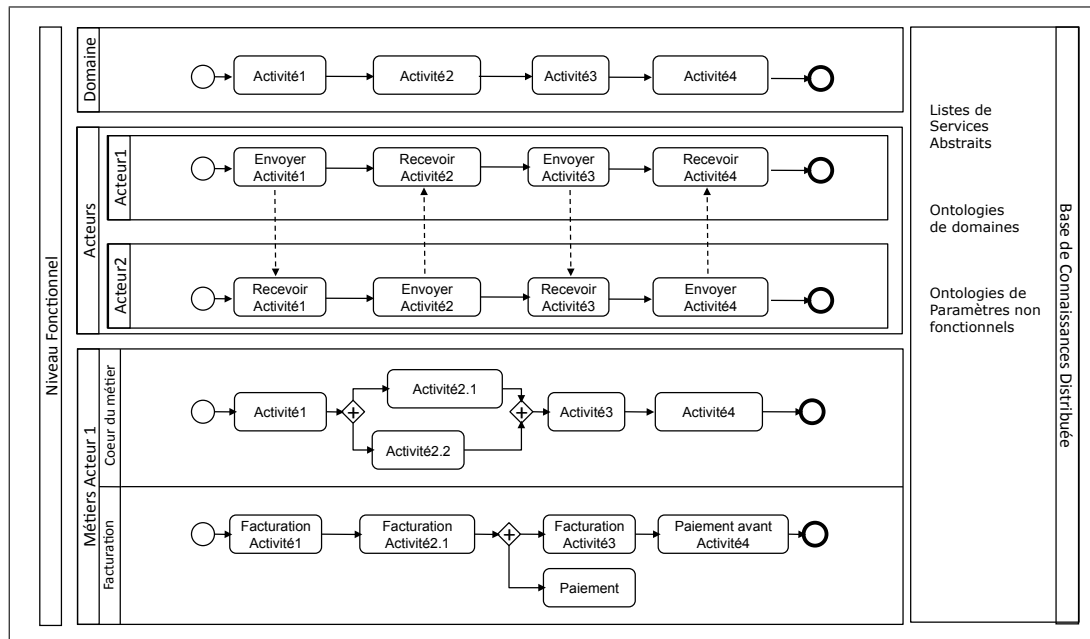 Niveau Fonctionnel
Domaine
Activité1
Activité2
Activité3
Activité4
Acteurs
Acteur1
Envoyer
Activité1
Recevoir
Activité2
Envoyer
Activité3
Recevoir
Activité4
Acteur2
Recevoir
Activité1
Envoyer
Activité2
Recevoir
Activité3
Envoyer
Activité4
Métiers Acteur 1
Coeur du métier
Activité1
Activité2.1
Activité2.2
Activité3
Activité4
Facturation
Facturation
Activité1
Facturation
Activité2.1
Facturation
Activité3
Paiement avant
Activité4
Paiement
Listes de
Services
Abstraits
Ontologies
de domaines
Ontologies de
Paramètres non
fonctionnels
Base de Connaissances Distribuée